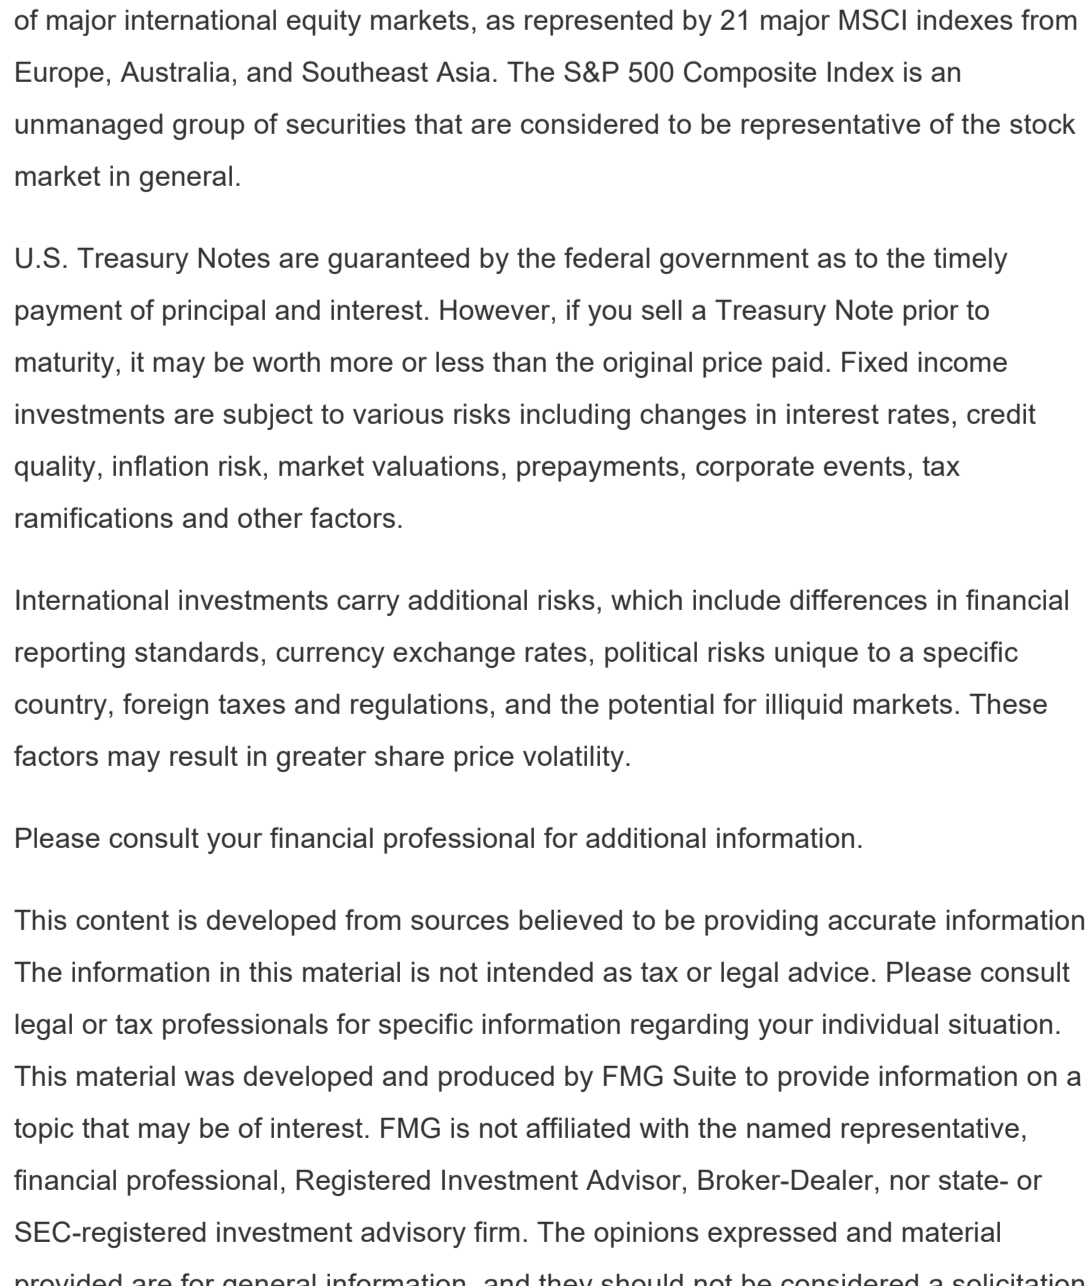 of major international equity markets, as represented by 21 major MSCI indexes from
Europe, Australia, and Southeast Asia. The S&P 500 Composite Index is an
unmanaged group of securities that are considered to be representative of the stock
market in general.
U.S. Treasury Notes are guaranteed by the federal government as to the timely
payment of principal and interest. However, if you sell a Treasury Note prior to
maturity, it may be worth more or less than the original price paid. Fixed income
investments are subject to various risks including changes in interest rates, credit
quality, inflation risk, market valuations, prepayments, corporate events, tax
ramifications and other factors.
International investments carry additional risks, which include differences in financial
reporting standards, currency exchange rates, political risks unique to a specific
country, foreign taxes and regulations, and the potential for illiquid markets. These
factors may result in greater share price volatility.
Please consult your financial professional for additional information.
This content is developed from sources believed to be providing accurate information
The information in this material is not intended as tax or legal advice. Please consult
legal or tax professionals for specific information regarding your individual situation.
This material was developed and produced by FMG Suite to provide information on a
topic that may be of interest. FMG is not affiliated with the named representative,
financial professional, Registered Investment Advisor, Broker-Dealer, nor state- or
SEC-registered investment advisory firm. The opinions expressed and material
provided are for general information, and they should not be considered a solicitation